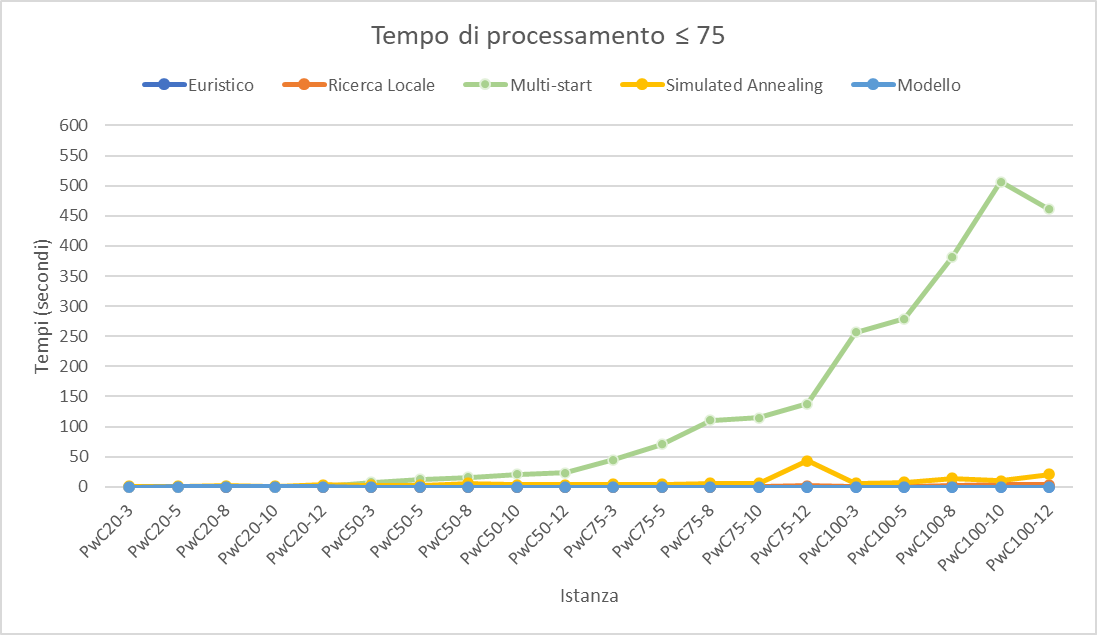 Tempo di processamento ≤ 75
Euristico Ricerca Locale Multi-start Simulated Annealing Modello
600
550
500
450
400
350
300
250
200
150
100
50
0
Tempi (secondi)
PwC20-3 PwC20-5 PwC20-8 PwC20-10 PwC20-12 PwC50-3 PwC50-5 PwC50-8 PwC50-10 PwC50-12 PwC75-3 PwC75-5 PwC75-8 PwC75-10 PwC75-12 PwC100-3 PwC100-5 PwC100-8 PwC100-10 PwC100-12
Istanza